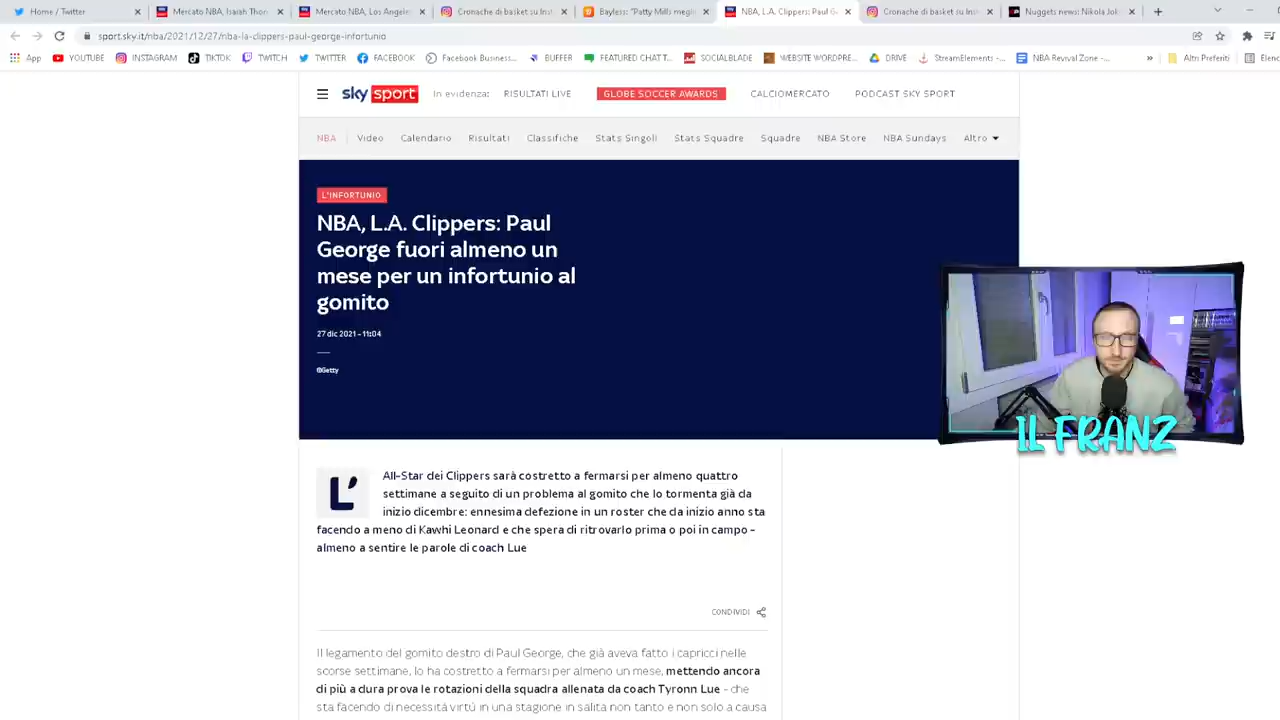 Home / Twitter
Mercato NBA, Isaiah Thom
Mercato NBA, Los Angele
Cronache di basket su Inst
Bayless: "Patty Mills megli
NBA, L.A. Clippers: Paul G
Cronache di basket su Inst
Nuggets news: Nikola Jok
sport.sky.it/nba/2021/12/27/nba-la-clippers-paul-george-infortunio
App
YOUTUBE
INSTAGRAM
TIKTOK
TWITCH
TWITTER
FACEBOOK
Facebook Business...
BUFFER
FEATURED CHAT T...
SOCIALBLADE
WEBSITE WORDPRE...
DRIVE
StreamElements -...
NBA Revival Zone -...
»
Altri Preferiti
Elenc
sky sport
In evidenza:
RISULTATI LIVE
GLOBE SOCCER AWARDS
CALCIOMERCATO
PODCAST SKY SPORT
NBA
Video
Calendario
Risultati
Classifiche
Stats Singoli
Stats Squadre
Squadre
NBA Store
NBA Sundays
Altro
L'INFORTUNIO
NBA, L.A. Clippers: Paul
George fuori almeno un
mese per un infortunio al
gomito
27 dic 2021 - 11:04
©Getty
IL FRANZ
L' All-Star dei Clippers sarà costretto a fermarsi per almeno quattro
settimane a seguito di un problema al gomito che lo tormenta già da
inizio dicembre: ennesima defezione in un roster che da inizio anno sta
facendo a meno di Kawhi Leonard e che spera di ritrovarlo prima o poi in campo -
almeno a sentire le parole di coach Lue
CONDIVIDI
Il legamento del gomito destro di Paul George, che già aveva fatto i capricci nelle
scorse settimane, lo ha costretto a fermarsi per almeno un mese, mettendo ancora
di più a dura prova le rotazioni della squadra allenata da coach Tyronn Lue - che
sta facendo di necessità virtù in una stagione in salita non tanto e non solo a causa